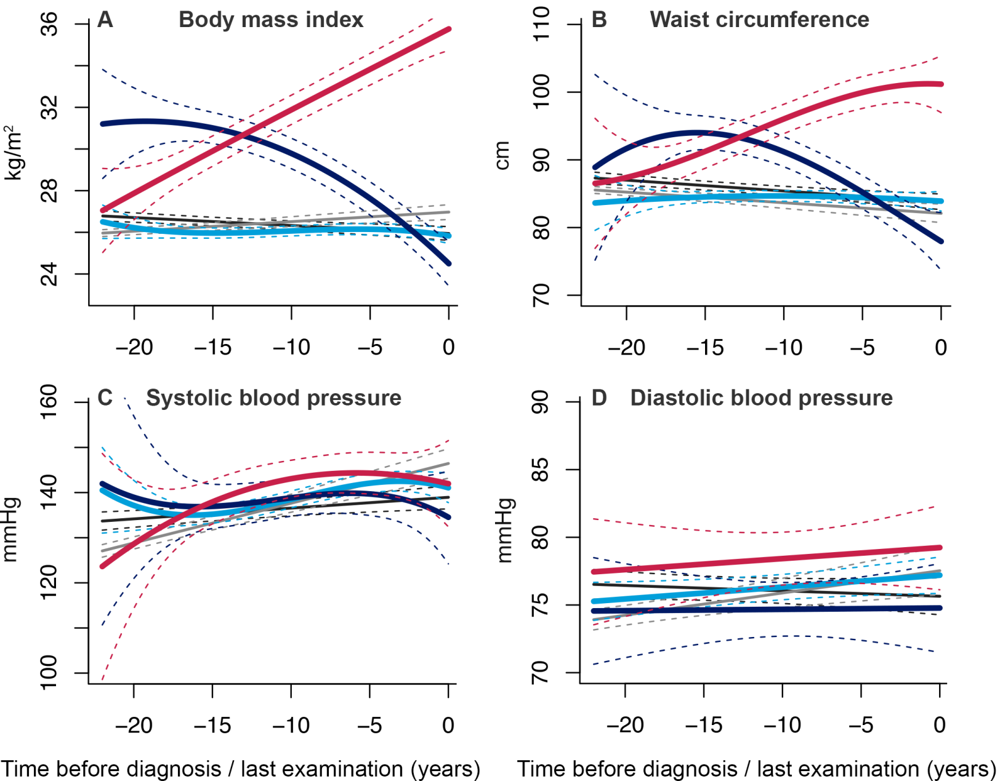 A Body mass index
36
32
28
24
kg/m²
−20 −15 −10 −5 0
B Waist circumference
110
100
90
80
70
cm
−20 −15 −10 −5 0
C Systolic blood pressure
160
140
120
100
mmHg
−20 −15 −10 −5 0
Time before diagnosis / last examination (years)
D Diastolic blood pressure
90
85
80
75
70
mmHg
−20 −15 −10 −5 0
Time before diagnosis / last examination (years)